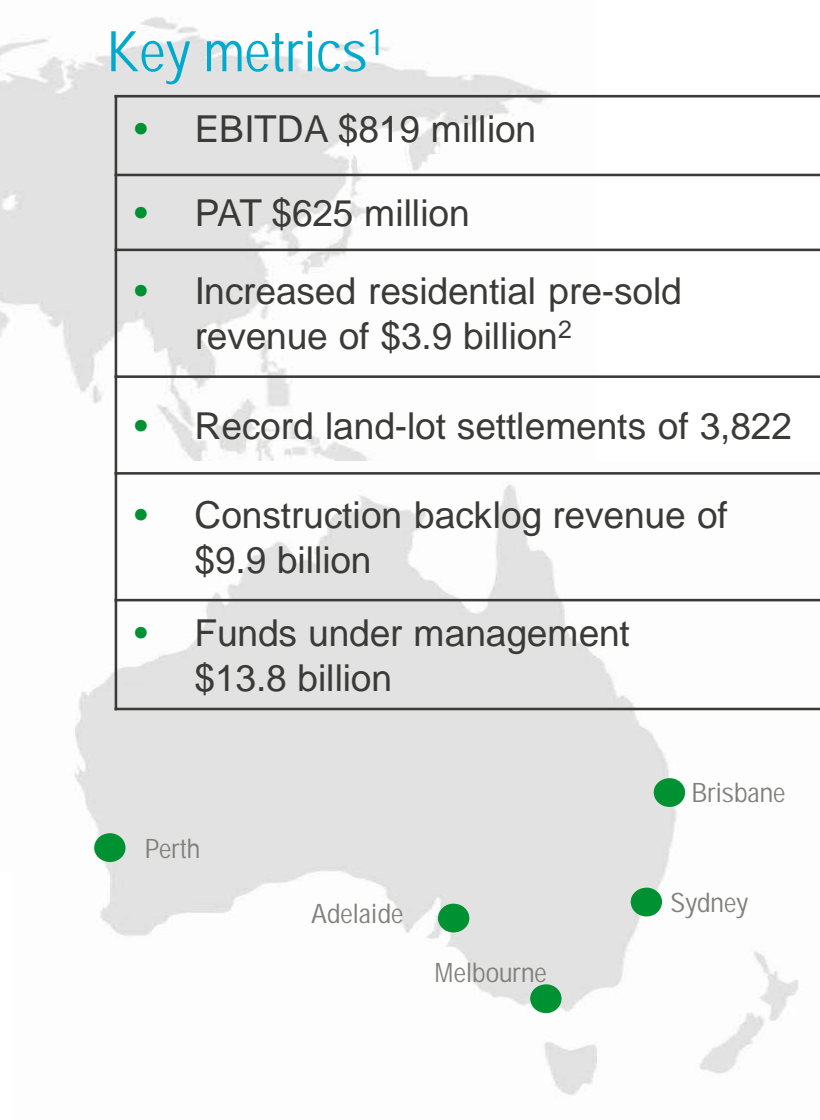 Key metrics¹
• EBITDA $819 million
• PAT $625 million
• Increased residential pre-sold
revenue of $3.9 billion²
• Record land-lot settlements of 3,822
• Construction backlog revenue of
$9.9 billion
• Funds under management
$13.8 billion
Brisbane
Perth
Sydney
Adelaide
Melbourne